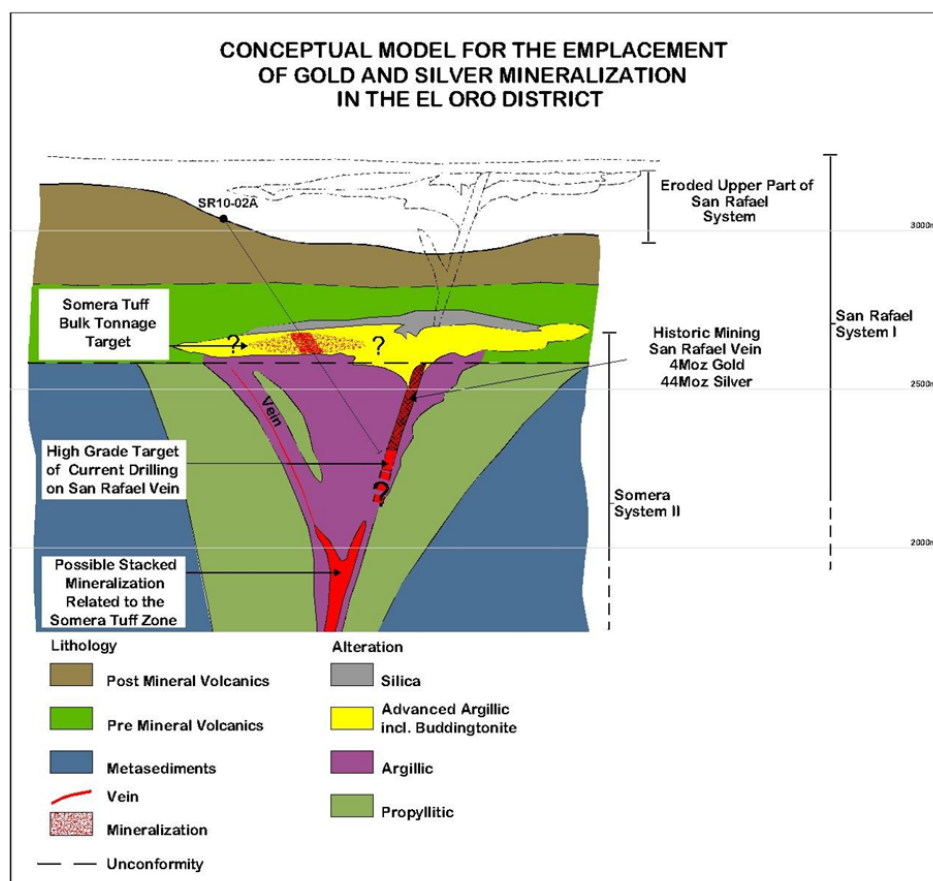 CONCEPTUAL MODEL FOR THE EMPLACEMENT
OF GOLD AND SILVER MINERALIZATION
IN THE EL ORO DISTRICT
SR10-02A
Eroded Upper Part of
San Rafael
System
3000m
Somera Tuff
Bulk Tonnage
Target
?
?
San Rafael
System I
Historic Mining
San Rafael Vein
4Moz Gold
44Moz Silver
2500m
Vein
High Grade Target
of Current Drilling
on San Rafael Vein
?
Somera
System II
2000m
Possible Stacked
Mineralization
Related to the
Somera Tuff Zone
Lithology
Post Mineral Volcanics
Pre Mineral Volcanics
Metasediments
Vein
Mineralization
Unconformity
Alteration
Silica
Advanced Argillic
incl. Buddingtonite
Argillic
Propyllitic